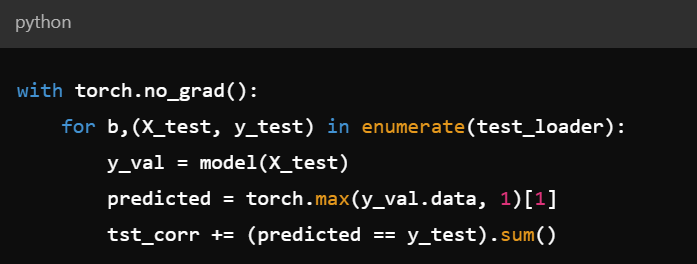 python
with torch.no_grad():
    for b,(X_test, y_test) in enumerate(test_loader):
        y_val = model(X_test)
        predicted = torch.max(y_val.data, 1)[1]
        tst_corr += (predicted == y_test).sum()